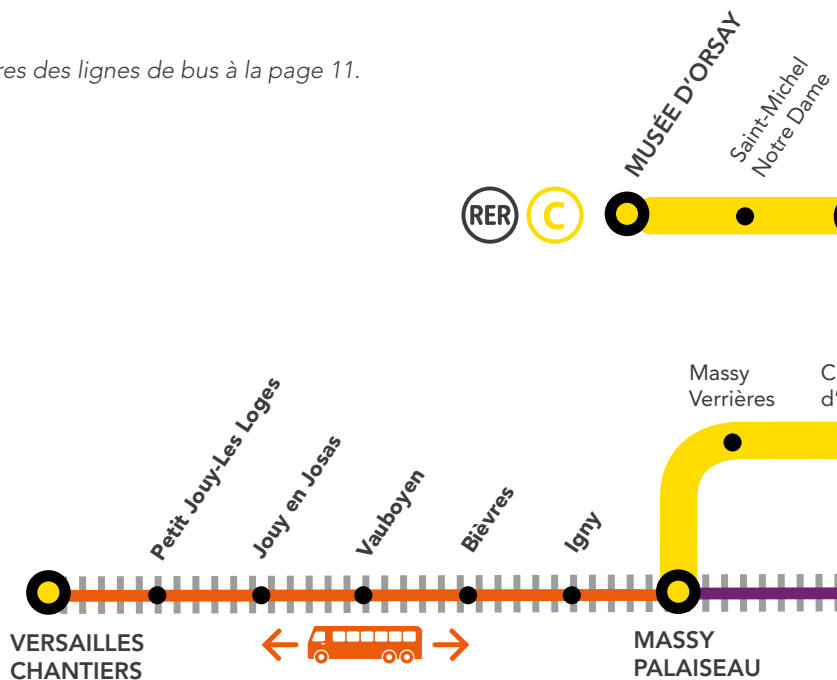 res des lignes de bus à la page 11.
MUSÉE D'ORSAY
Saint-Michel
Notre Dame
RER
C
Massy
Verrières
C
d'
Petit Jouy-Les Loges
Jouy en Josas
Vauboyen
Bièvres
Igny
VERSAILLES
CHANTIERS
MASSY
PALAISEAU